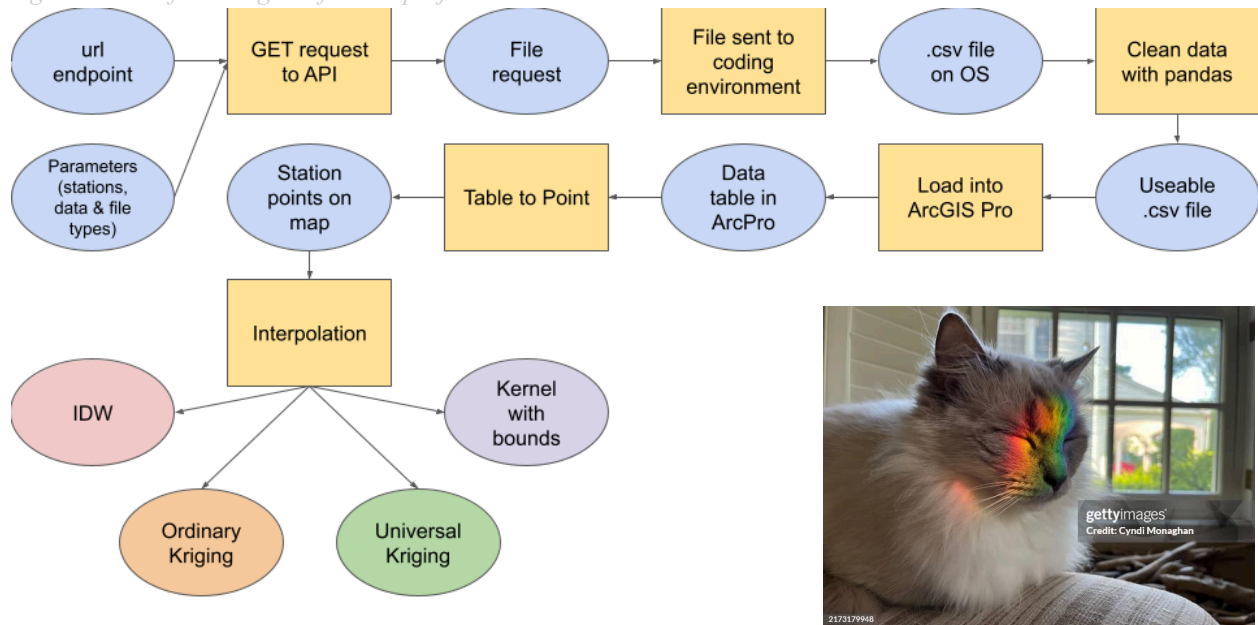 url
endpoint
GET request
to API
File
request
File sent to
coding
environment
.csv file
on OS
Clean data
with pandas
Parameters
(stations,
data & file
types)
Station
points on
map
Table to Point
Data
table in
ArcPro
Load into
ArcGIS Pro
Useable
.csv file
Interpolation
IDW
Kernel
with
bounds
Ordinary
Kriging
Universal
Kriging
gettyimages
Credit: Cyndi Monaghan
2173179948